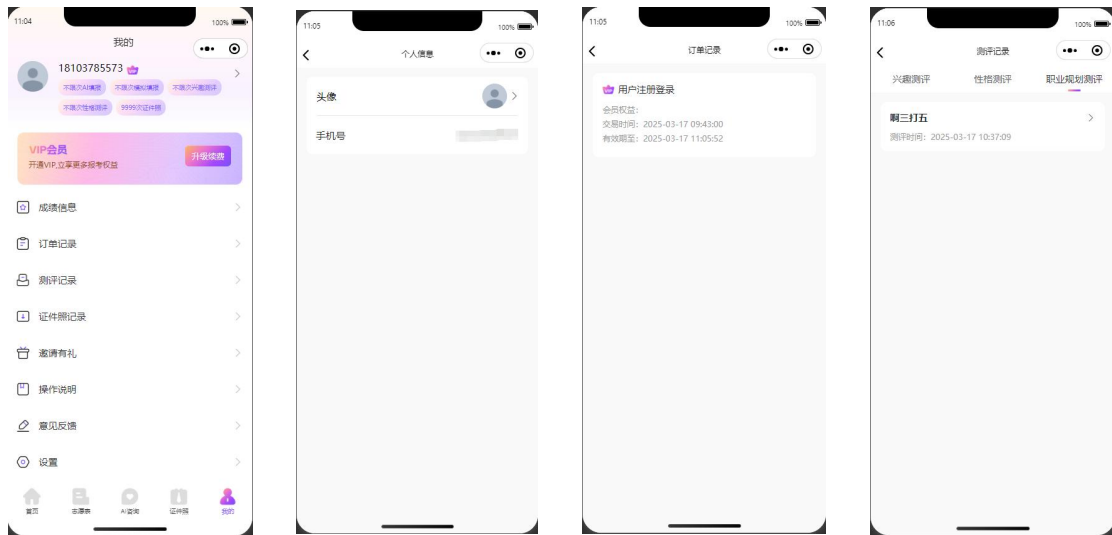 11:04
100%
我的
18103785573
不限次AI填报
不限次模拟填报
不限次兴趣测评
不限次性格测评
9999次证件照
VIP会员
开通VIP,立享更多报考权益
升级续费
成绩信息
订单记录
测评记录
证件照记录
邀请有礼
操作说明
意见反馈
设置
首页
志愿表
AI咨询
证件照
我的
11:05
100%
个人信息
头像
手机号
11:05
100%
订单记录
用户注册登录
会员权益:
交易时间: 2025-03-17 09:43:00
有效期至: 2025-03-17 11:05:52
11:06
100%
测评记录
兴趣测评
性格测评
职业规划测评
啊三打五
测评时间: 2025-03-17 10:37:09